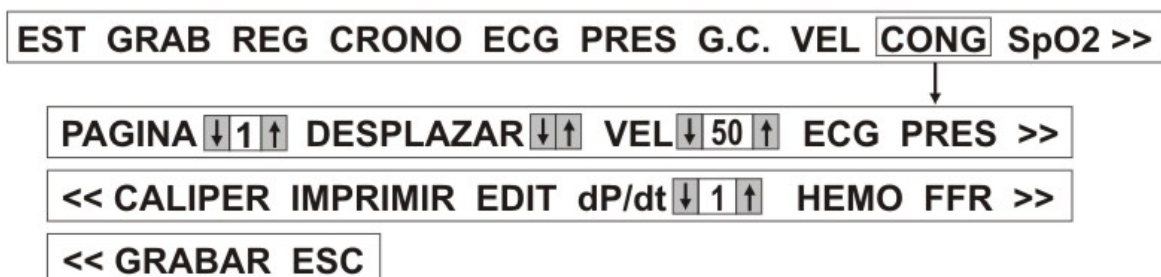 EST GRAB REG CRONO ECG PRES G.C. VEL CONG SpO2 >>
PAGINA ↓ 1 ↑ DESPLAZAR ↓ ↑ VEL ↓ 50 ↑ ECG PRES >>
<< CALIPER IMPRIMIR EDIT dP/dt ↓ 1 ↑ HEMO FFR >>
<< GRABAR ESC